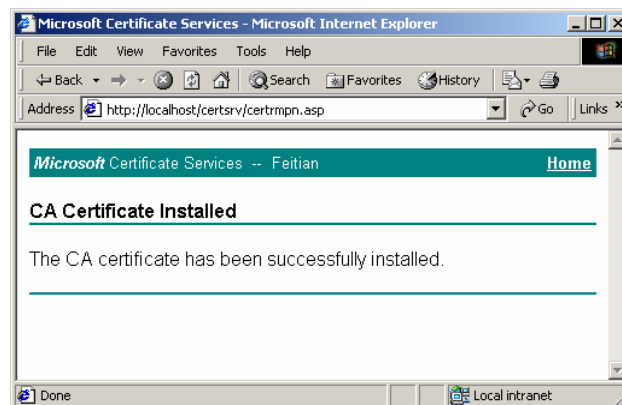 Microsoft Certificate Services - Microsoft Internet Explorer
File Edit View Favorites Tools Help
Back Search Favorites History
Address http://localhost/certsrv/certrmpn.asp Go Links »
Microsoft Certificate Services -- Feitian Home
CA Certificate Installed
The CA certificate has been successfully installed.
Done Local intranet